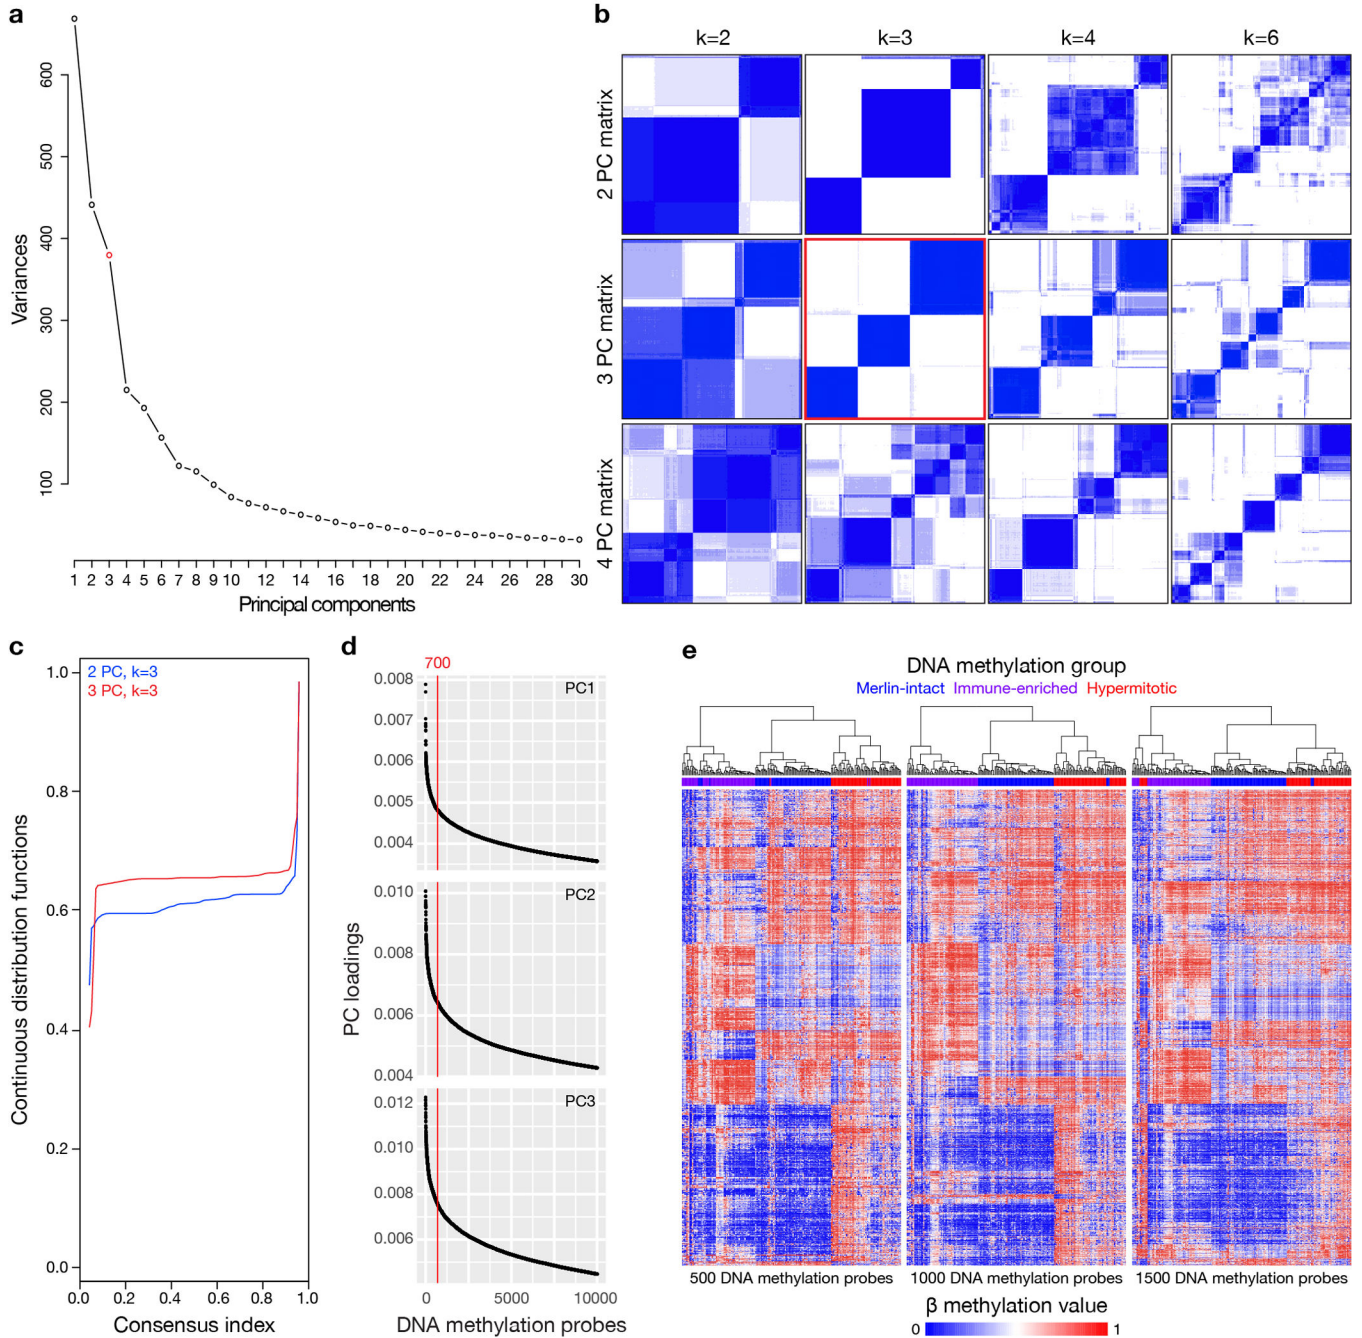 a
600
500
400
300
200
100
Variances
1 2 3 4 5 6 7 8 9 10 12 14 16 18 20 22 24 26 28 30
Principal components
b
k=2 k=3 k=4 k=6
2 PC matrix
3 PC matrix
4 PC matrix
c
2 PC, k=3
3 PC, k=3
1.0
0.8
0.6
0.4
0.2
0.0
Continuous distribution functions
0.0 0.2 0.4 0.6 0.8 1.0
Consensus index
d
700
PC1
0.008
0.007
0.006
0.005
0.004
PC2
0.010
0.008
0.006
0.004
PC3
0.012
0.010
0.008
0.006
PC loadings
0 5000 10000
DNA methylation probes
e
DNA methylation group
Merlin-intact Immune-enriched Hypermitotic
500 DNA methylation probes 1000 DNA methylation probes 1500 DNA methylation probes
β methylation value
0 1